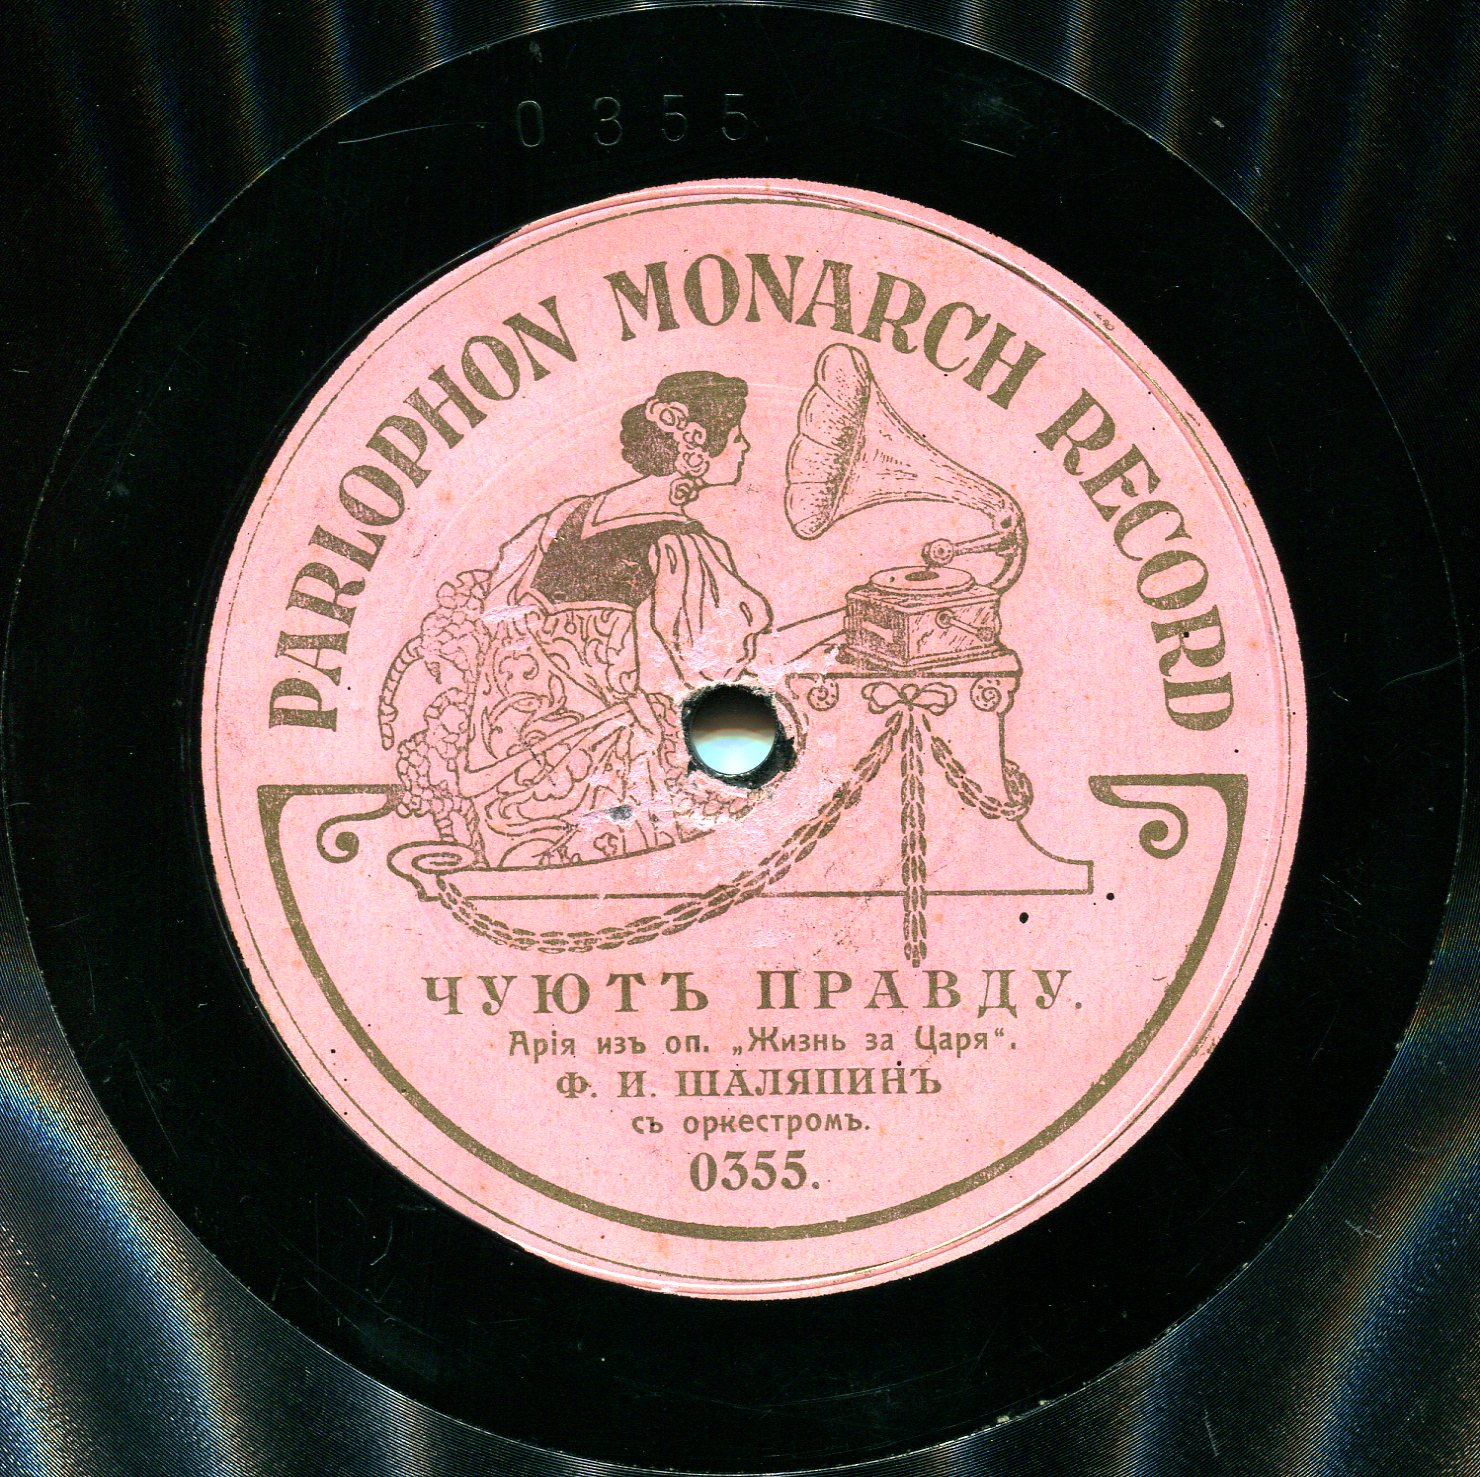 0355
PARLOPHON MONARCH RECORD
ЧУЮТЪ ПРАВДУ.
Арія изъ оп. „Жизнь за Царя“.
Ф. И. ШАЛЯПИНЪ
съ оркестромъ.
0355.